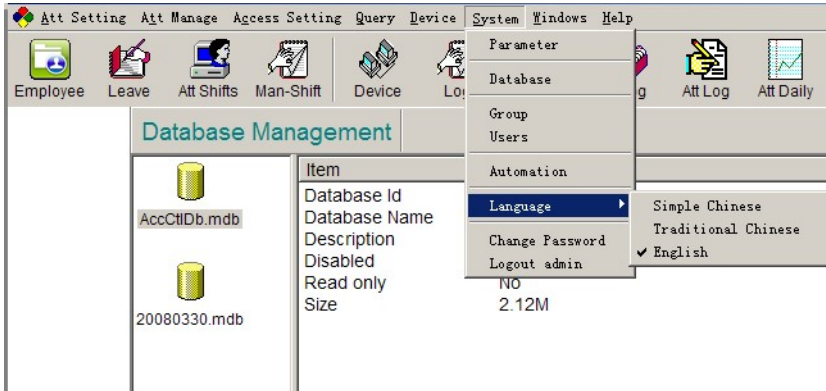 Att Setting Att Manage Access Setting Query Device System Windows Help
Employee Leave Att Shifts Man-Shift Device Att Log Att Daily
Parameter
Database
Group
Users
Automation
Language
Change Password
Logout admin
Simple Chinese
Traditional Chinese
English
Database Management
AccCtlDb.mdb
20080330.mdb
Item
Database Id
Database Name
Description
Disabled
Read only No
Size 2.12M